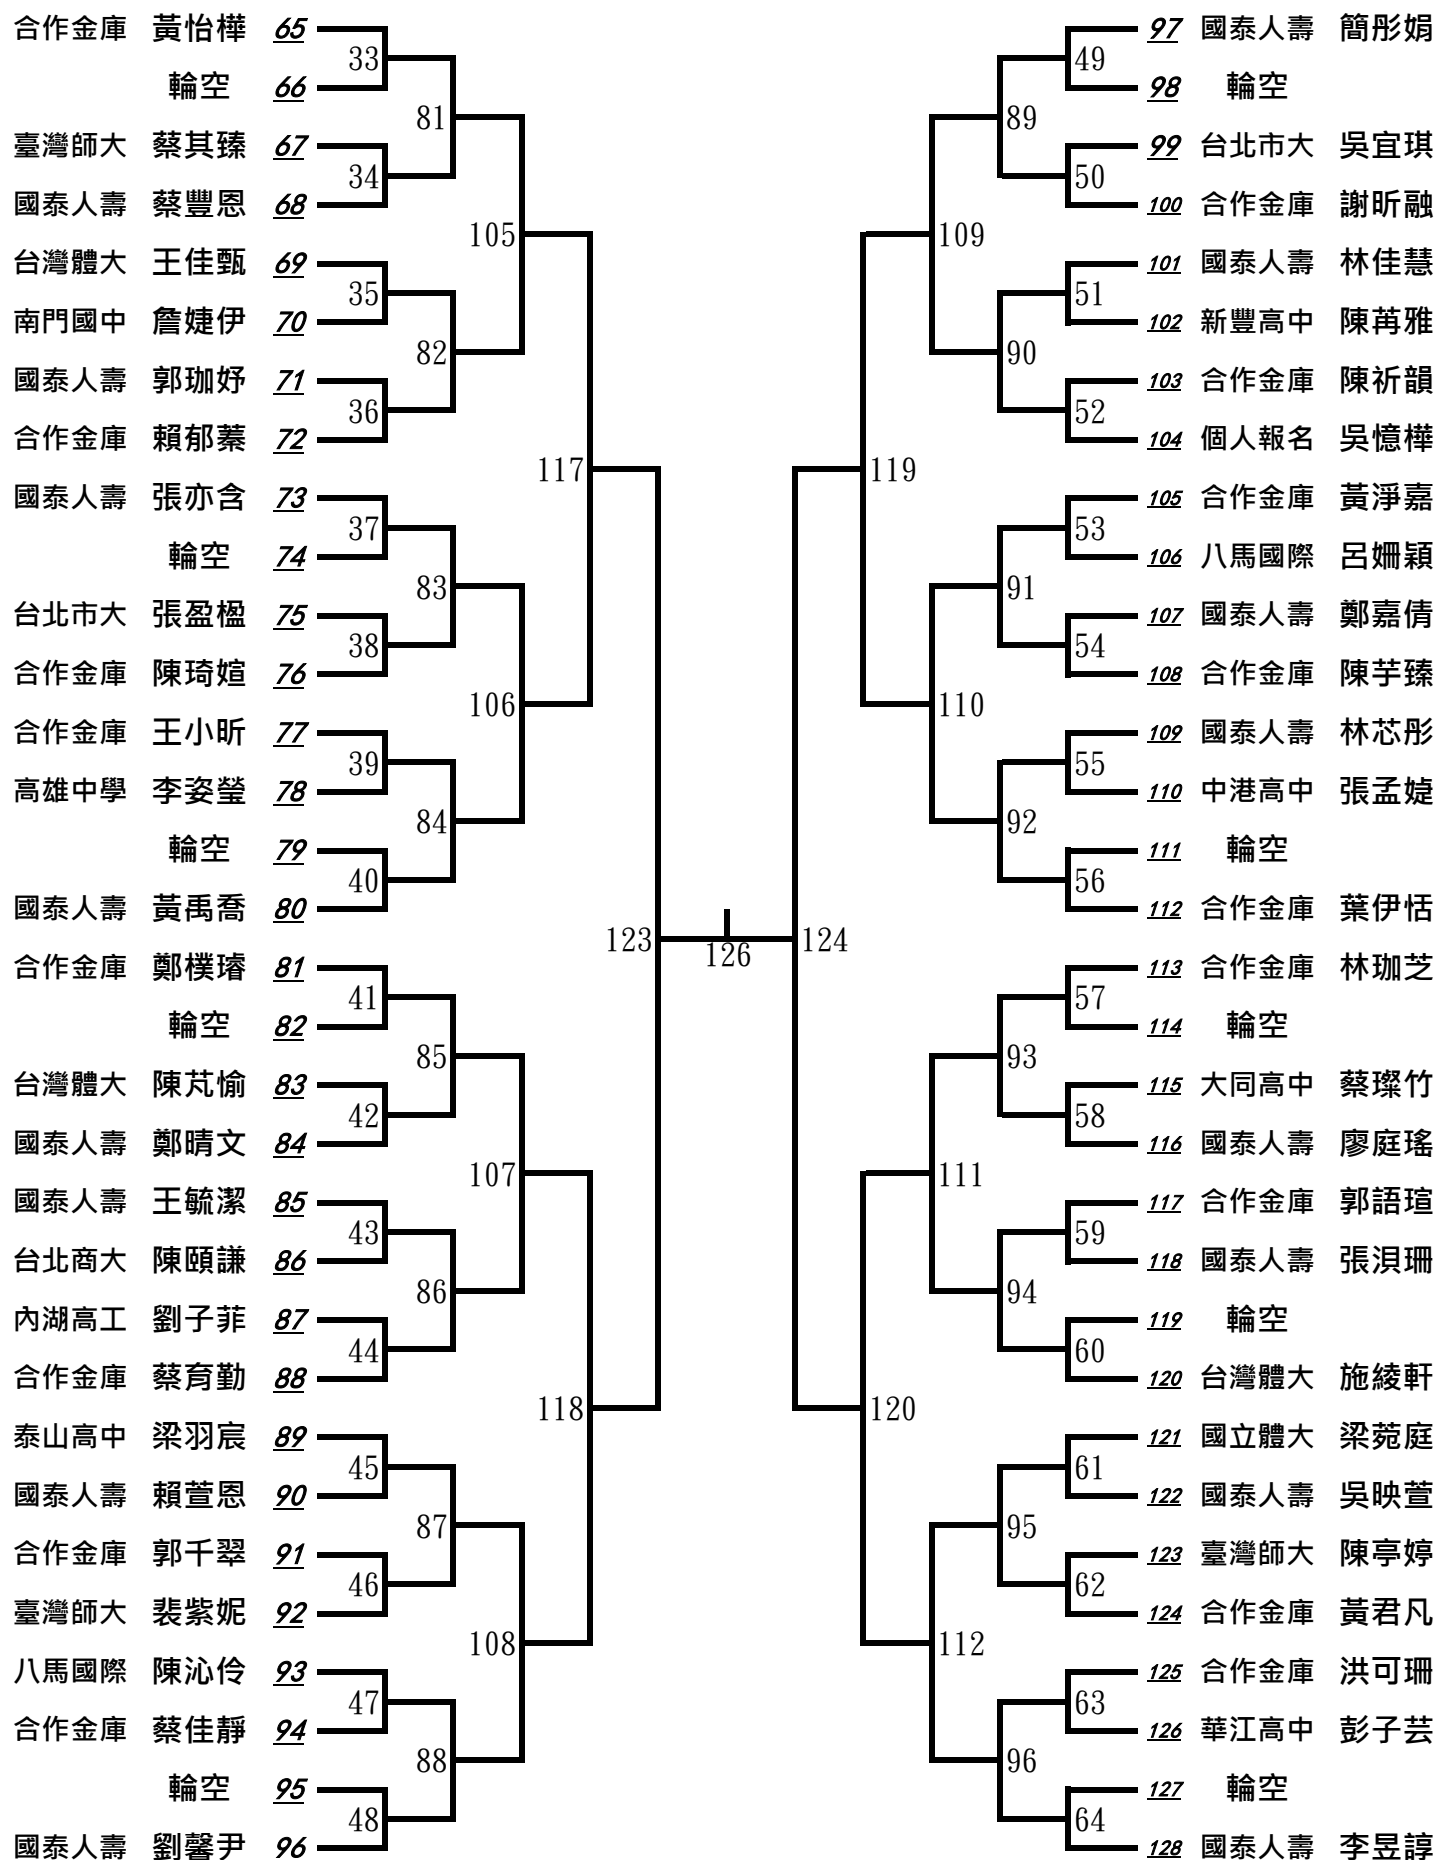 合作金庫 黃怡樺 65
33
輪空 66
81
臺灣師大 蔡其臻 67
34
國泰人壽 蔡豐恩 68
105
台灣體大 王佳甄 69
35
南門國中 詹婕伊 70
82
國泰人壽 郭珈妤 71
36
合作金庫 賴郁蓁 72
117
國泰人壽 張亦含 73
37
輪空 74
83
台北市大 張盈楹 75
38
合作金庫 陳琦媗 76
106
合作金庫 王小昕 77
39
高雄中學 李姿瑩 78
84
輪空 79
40
國泰人壽 黃禹喬 80
123
合作金庫 鄭樸璿 81
41
輪空 82
85
台灣體大 陳芃愉 83
42
國泰人壽 鄭晴文 84
107
國泰人壽 王毓潔 85
43
台北商大 陳頤謙 86
86
內湖高工 劉子菲 87
44
合作金庫 蔡育勤 88
118
泰山高中 梁羽宸 89
45
國泰人壽 賴萱恩 90
87
合作金庫 郭千翠 91
46
臺灣師大 裴紫妮 92
108
八馬國際 陳沁伶 93
47
合作金庫 蔡佳靜 94
88
輪空 95
48
國泰人壽 劉馨尹 96
126
97 國泰人壽 簡彤娟
49
98 輪空
89
99 台北市大 吳宜琪
50
100 合作金庫 謝昕融
109
101 國泰人壽 林佳慧
51
102 新豐高中 陳苒雅
90
103 合作金庫 陳祈韻
52
104 個人報名 吳憶樺
119
105 合作金庫 黃淨嘉
53
106 八馬國際 呂姍穎
91
107 國泰人壽 鄭嘉倩
54
108 合作金庫 陳芓臻
110
109 國泰人壽 林芯彤
55
110 中港高中 張孟婕
92
111 輪空
56
112 合作金庫 葉伊恬
124
113 合作金庫 林珈芝
57
114 輪空
93
115 大同高中 蔡璨竹
58
116 國泰人壽 廖庭瑤
111
117 合作金庫 郭語瑄
59
118 國泰人壽 張浿珊
94
119 輪空
60
120 台灣體大 施綾軒
120
121 國立體大 梁菀庭
61
122 國泰人壽 吳映萱
95
123 臺灣師大 陳亭婷
62
124 合作金庫 黃君凡
112
125 合作金庫 洪可珊
63
126 華江高中 彭子芸
96
127 輪空
64
128 國泰人壽 李昱諄